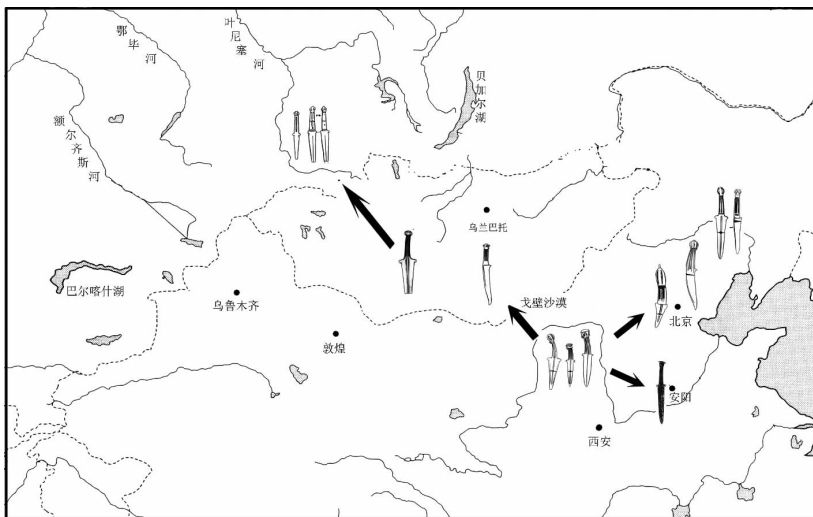 鄂毕河
叶尼塞河
贝加尔湖
额尔齐斯河
乌兰巴托
巴尔喀什湖
乌鲁木齐
戈壁沙漠
北京
敦煌
安阳
西安